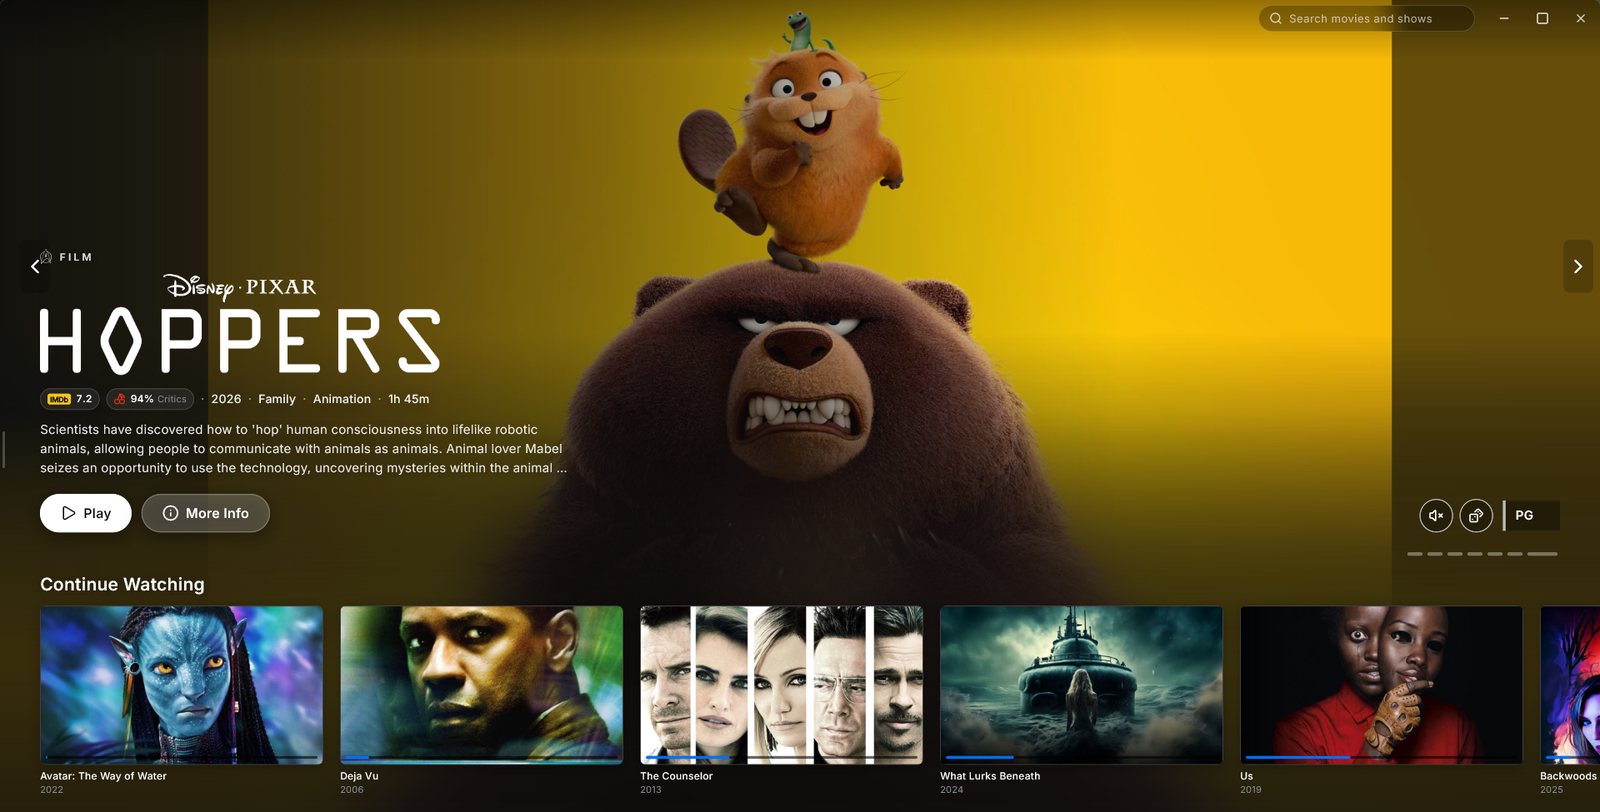 Search movies and shows
FILM
Disney · PIXAR
HOPPERS
IMDb 7.2 94% Critics · 2026 · Family · Animation · 1h 45m
Scientists have discovered how to 'hop' human consciousness into lifelike robotic
animals, allowing people to communicate with animals as animals. Animal lover Mabel
seizes an opportunity to use the technology, uncovering mysteries within the animal ...
Play More Info
PG
Continue Watching
Avatar: The Way of Water
2022
Deja Vu
2006
The Counselor
2013
What Lurks Beneath
2024
Us
2019
Backwoods
2025